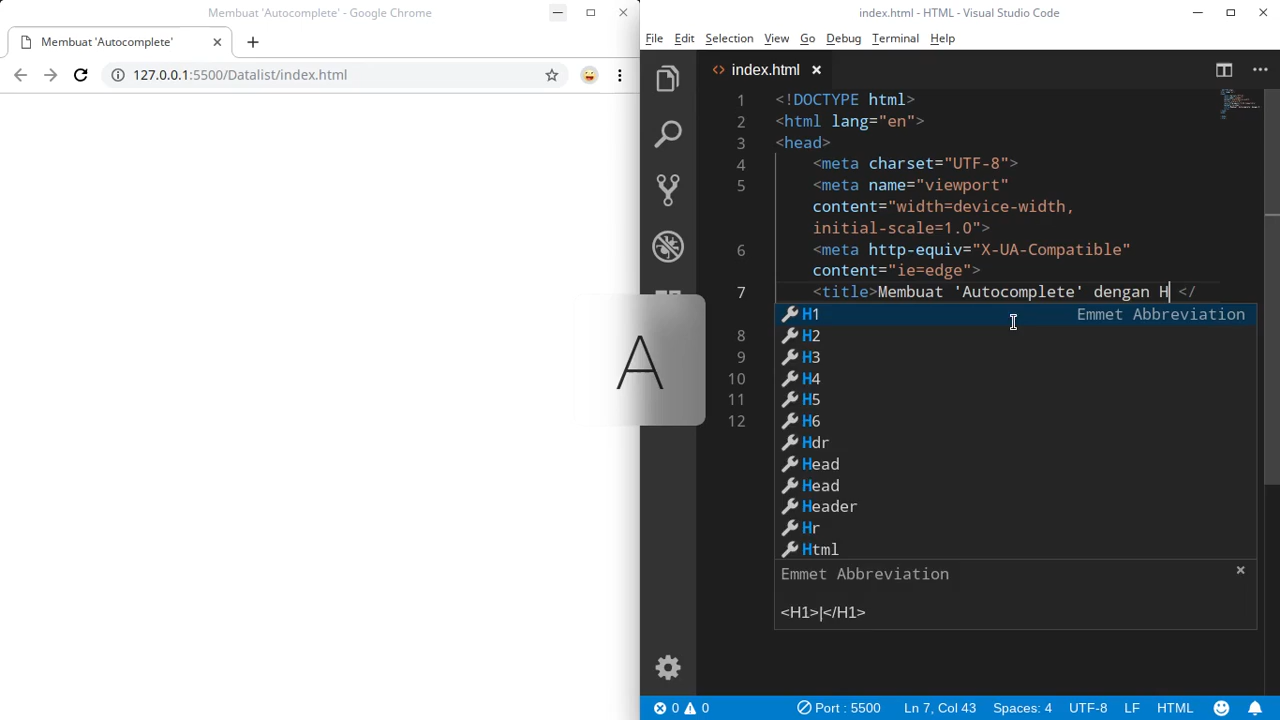 Membuat 'Autocomplete' - Google Chrome
Membuat 'Autocomplete'
127.0.0.1:5500/Datalist/index.html
index.html - HTML - Visual Studio Code
File Edit Selection View Go Debug Terminal Help
index.html
1 <!DOCTYPE html>
2 <html lang="en">
3 <head>
4 <meta charset="UTF-8">
5 <meta name="viewport"
content="width=device-width,
initial-scale=1.0">
6 <meta http-equiv="X-UA-Compatible"
content="ie=edge">
7 <title>Membuat 'Autocomplete' dengan H </
H1 Emmet Abbreviation
8 H2
9 H3
10 H4
11 H5
12 H6
Hdr
Head
Head
Header
Hr
Html
Emmet Abbreviation
<H1>|</H1>
A
0 0 Port : 5500 Ln 7, Col 43 Spaces: 4 UTF-8 LF HTML